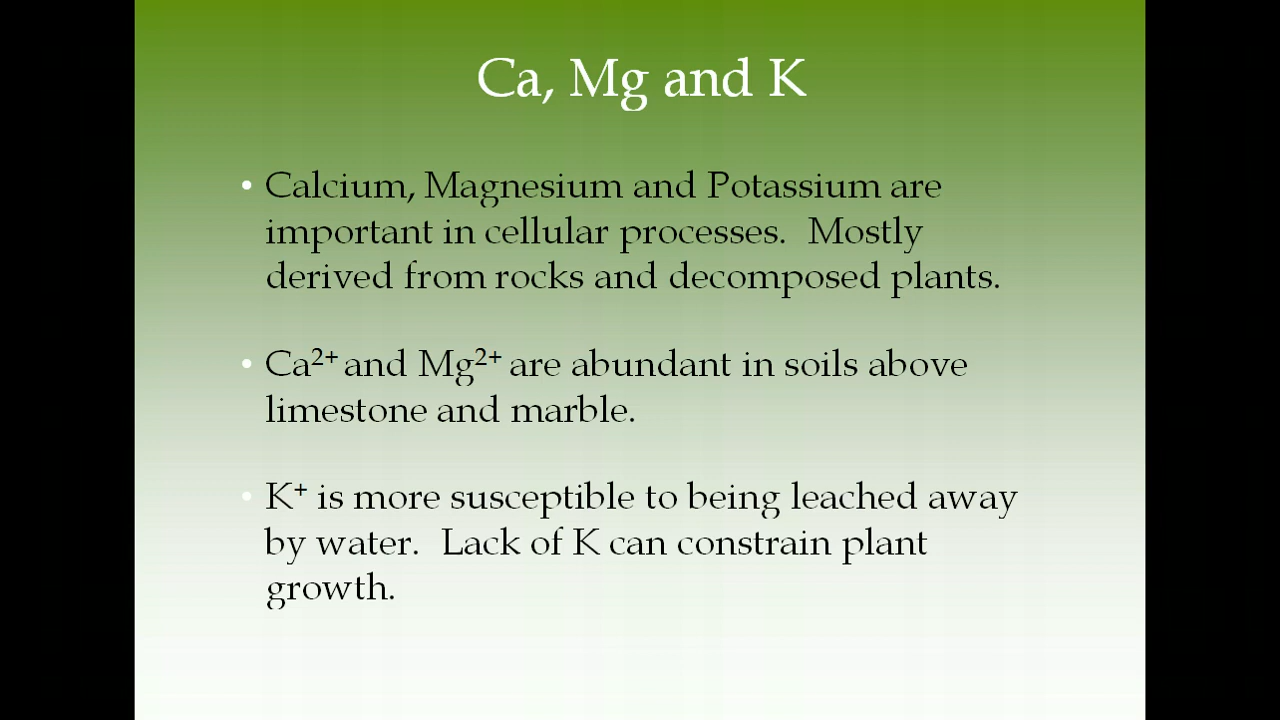 Ca, Mg and K
• Calcium, Magnesium and Potassium are
important in cellular processes.  Mostly
derived from rocks and decomposed plants.
• Ca²⁺ and Mg²⁺ are abundant in soils above
limestone and marble.
• K⁺ is more susceptible to being leached away
by water.  Lack of K can constrain plant
growth.